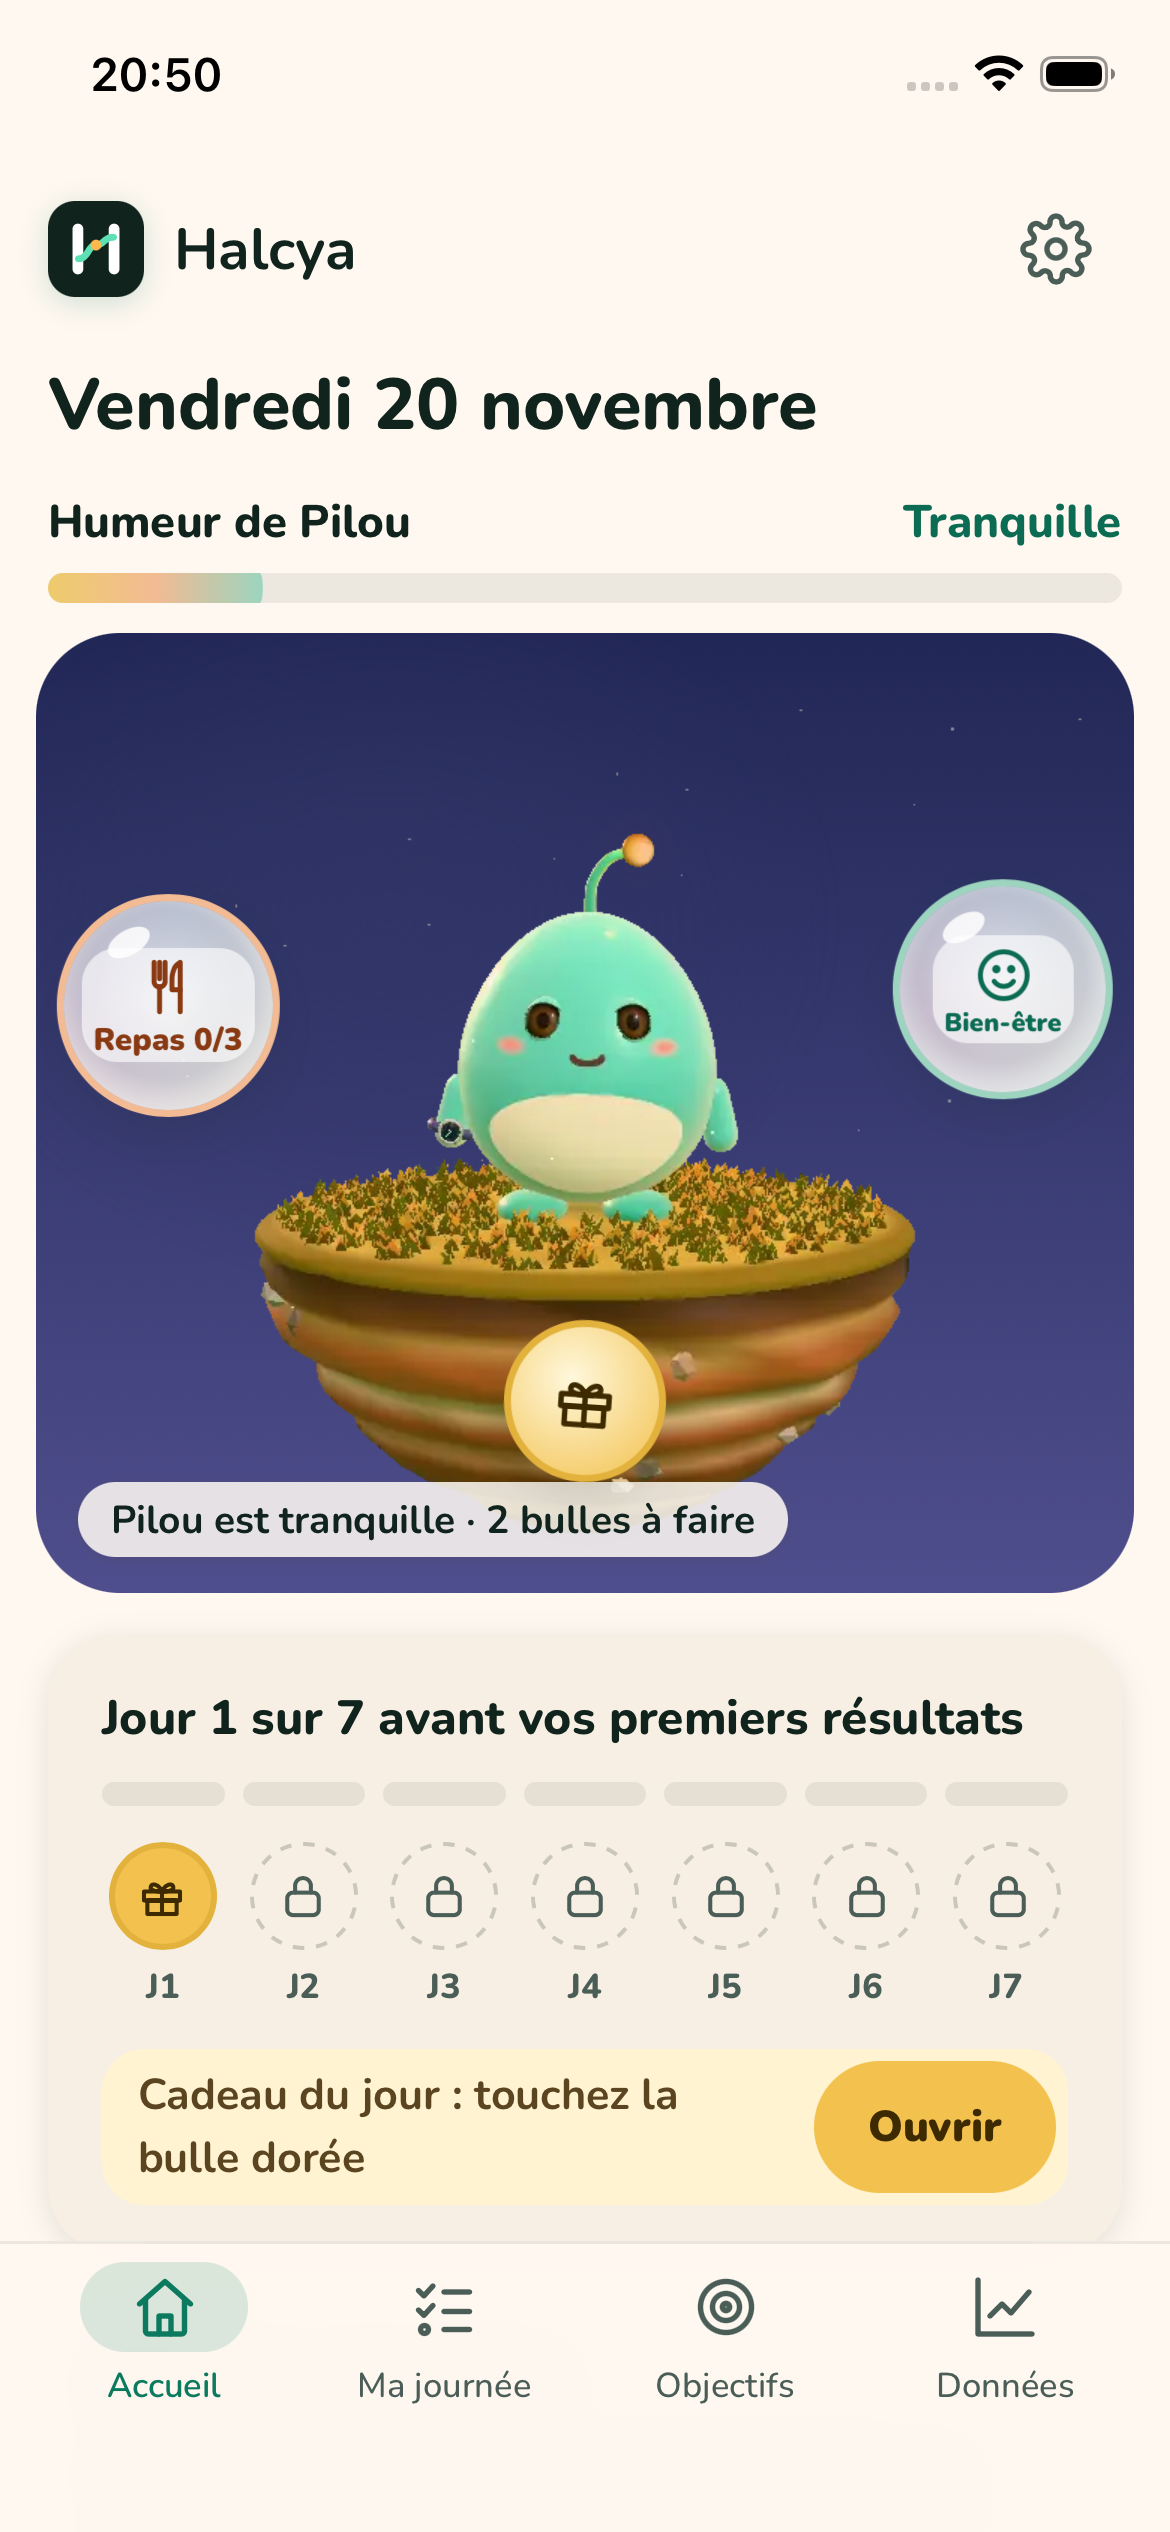 20:50
Halcya
Vendredi 20 novembre
Humeur de Pilou
Tranquille
Repas 0/3
Bien-être
Pilou est tranquille · 2 bulles à faire
Jour 1 sur 7 avant vos premiers résultats
J1
J2
J3
J4
J5
J6
J7
Cadeau du jour : touchez la
bulle dorée
Ouvrir
Accueil
Ma journée
Objectifs
Données